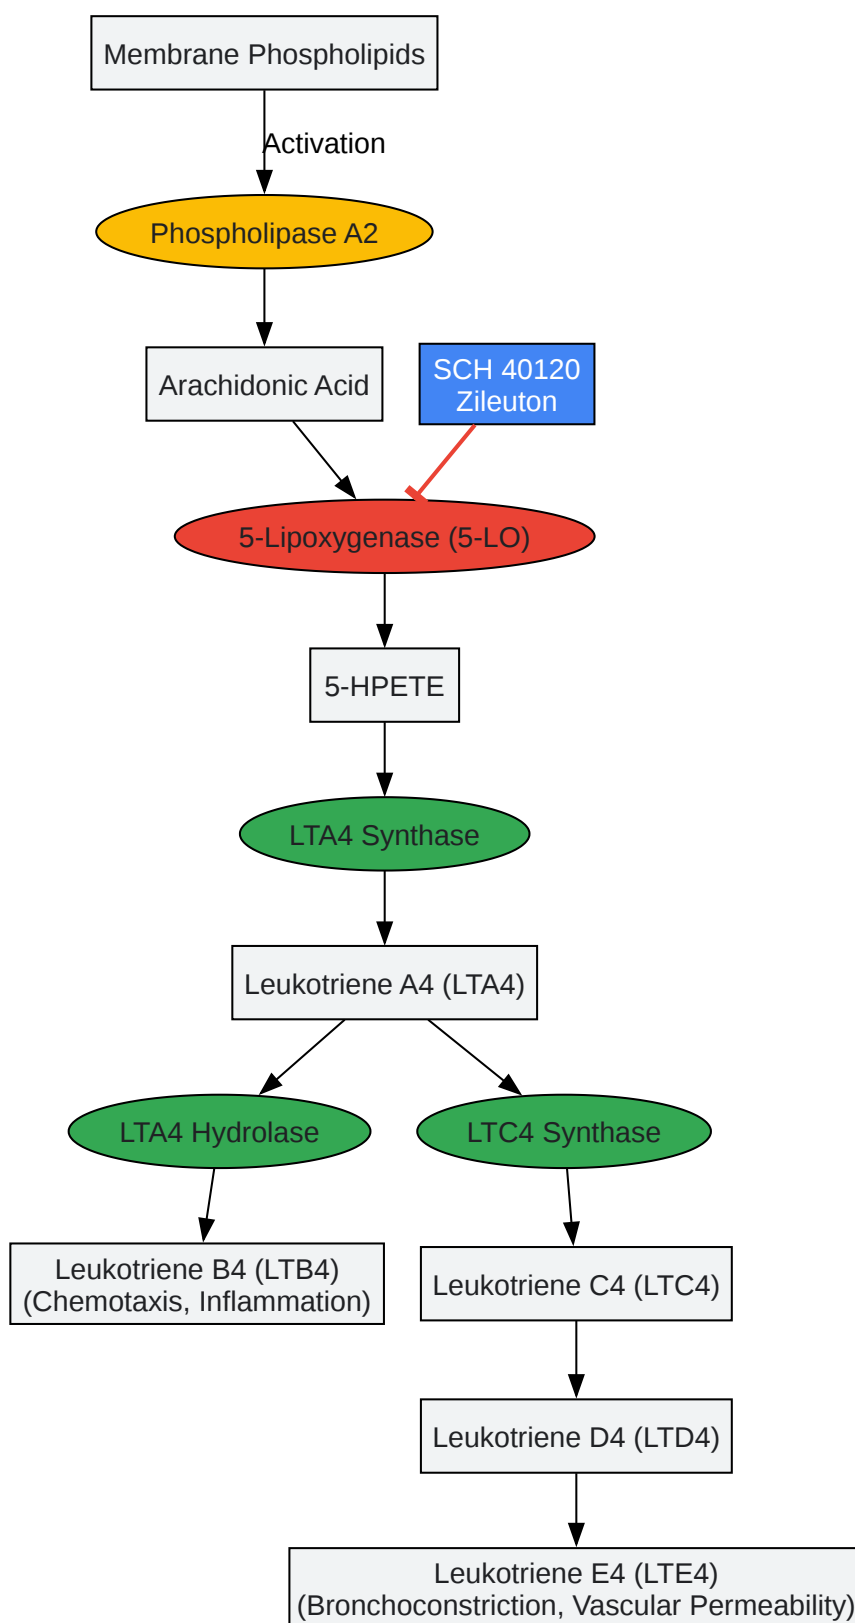 Membrane Phospholipids
Activation
Phospholipase A2
Arachidonic Acid
SCH 40120
Zileuton
5-Lipoxygenase (5-LO)
5-HPETE
LTA4 Synthase
Leukotriene A4 (LTA4)
LTA4 Hydrolase
LTC4 Synthase
Leukotriene B4 (LTB4)
(Chemotaxis, Inflammation)
Leukotriene C4 (LTC4)
Leukotriene D4 (LTD4)
Leukotriene E4 (LTE4)
(Bronchoconstriction, Vascular Permeability)